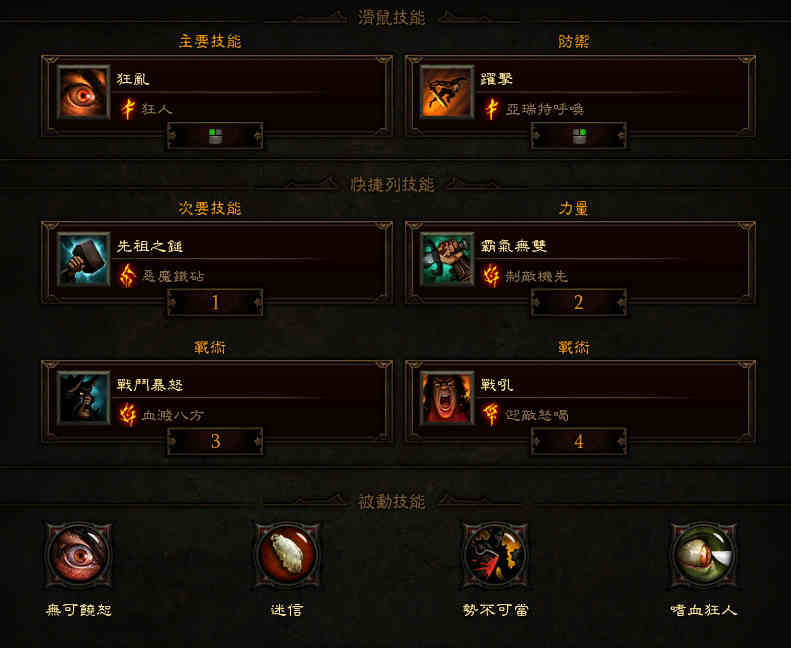 滑鼠技能
主要技能
防禦
狂亂
狂人
躍擊
亞瑞特呼喚
快捷列技能
次要技能
力量
先祖之鎚
惡魔鐵砧
1
霸氣無雙
制敵機先
2
戰術
戰術
戰鬥暴怒
血濺八方
3
戰吼
迎敵怒喝
4
被動技能
無可饒恕
迷信
勢不可當
嗜血狂人